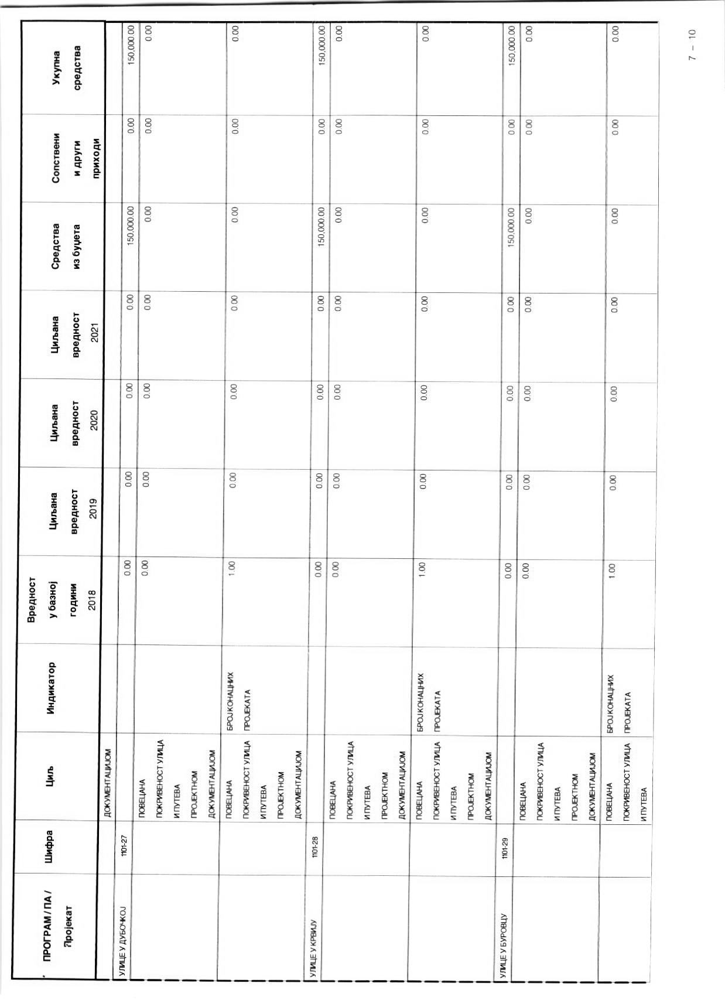 ПРОГРАМ / ПА / Пројекат
Шифра
Циљ
Индикатор
Вредност у базној години 2018
Циљана вредност 2019
Циљана вредност 2020
Циљана вредност 2021
Средства из буџета
Сопствени и други приходи
Укупна средства
ДОКУМЕНТАЦИЈОМ
УЛИЦЕ У ДУБОЧКОЈ 1101-27 0.00 0.00 0.00 0.00 150,000.00 0.00 150,000.00
ПОВЕЦАНА 0.00 0.00 0.00 0.00 0.00 0.00 0.00
ПОКРИВЕНОСТ УЛИЦА
И ПУТЕВА
ПРОЈЕКТНОМ
ДОКУМЕНТАЦИЈОМ
ПОВЕЦАНА БРОЈ КОНАЦНИХ 1.00 0.00 0.00 0.00 0.00 0.00 0.00
ПОКРИВЕНОСТ УЛИЦА ПРОЈЕКАТА
И ПУТЕВА
ПРОЈЕКТНОМ
ДОКУМЕНТАЦИЈОМ
УЛИЦЕ У КРВИЈУ 1101-28 0.00 0.00 0.00 0.00 150,000.00 0.00 150,000.00
ПОВЕЦАНА 0.00 0.00 0.00 0.00 0.00 0.00 0.00
ПОКРИВЕНОСТ УЛИЦА
И ПУТЕВА
ПРОЈЕКТНОМ
ДОКУМЕНТАЦИЈОМ
ПОВЕЦАНА БРОЈ КОНАЦНИХ 1.00 0.00 0.00 0.00 0.00 0.00 0.00
ПОКРИВЕНОСТ УЛИЦА ПРОЈЕКАТА
И ПУТЕВА
ПРОЈЕКТНОМ
ДОКУМЕНТАЦИЈОМ
УЛИЦЕ У БУРОВЦУ 1101-29 0.00 0.00 0.00 0.00 150,000.00 0.00 150,000.00
ПОВЕЦАНА 0.00 0.00 0.00 0.00 0.00 0.00 0.00
ПОКРИВЕНОСТ УЛИЦА
И ПУТЕВА
ПРОЈЕКТНОМ
ДОКУМЕНТАЦИЈОМ
ПОВЕЦАНА БРОЈ КОНАЦНИХ 1.00 0.00 0.00 0.00 0.00 0.00 0.00
ПОКРИВЕНОСТ УЛИЦА ПРОЈЕКАТА
И ПУТЕВА
7 – 10